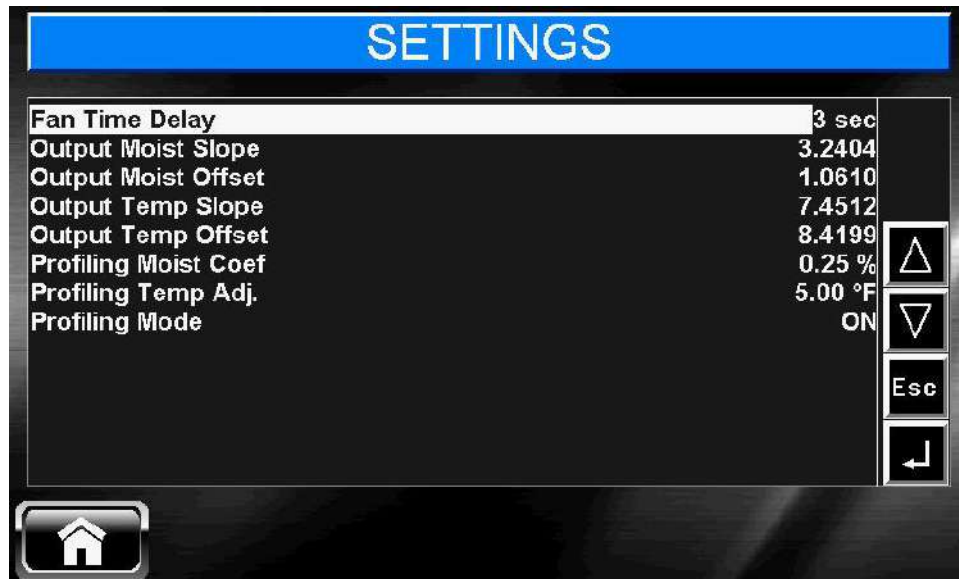 SETTINGS
Fan Time Delay 3 sec
Output Moist Slope 3.2404
Output Moist Offset 1.0610
Output Temp Slope 7.4512
Output Temp Offset 8.4199
Profiling Moist Coef 0.25 %
Profiling Temp Adj. 5.00 °F
Profiling Mode ON
Esc